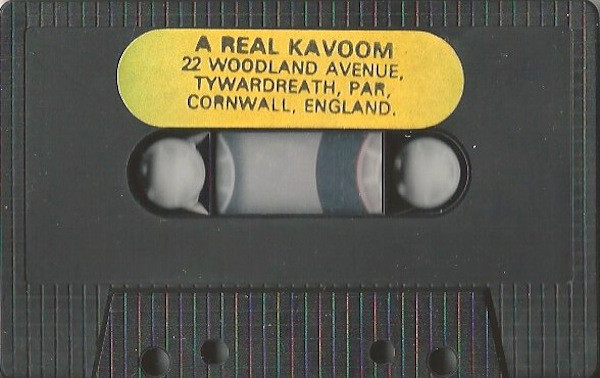 A REAL KAVOOM
22 WOODLAND AVENUE,
TYWARDREATH, PAR,
CORNWALL, ENGLAND.